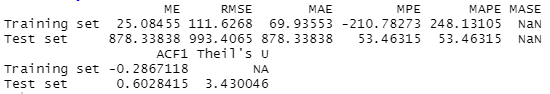 ME RMSE MAE MPE MAPE MASE
Training set 25.08455 111.6268 69.93553 -210.78273 248.13105 NaN
Test set 878.33838 993.4065 878.33838 53.46315 53.46315 NaN
ACF1 Theil's U
Training set -0.2867118 NA
Test set 0.6028415 3.430046